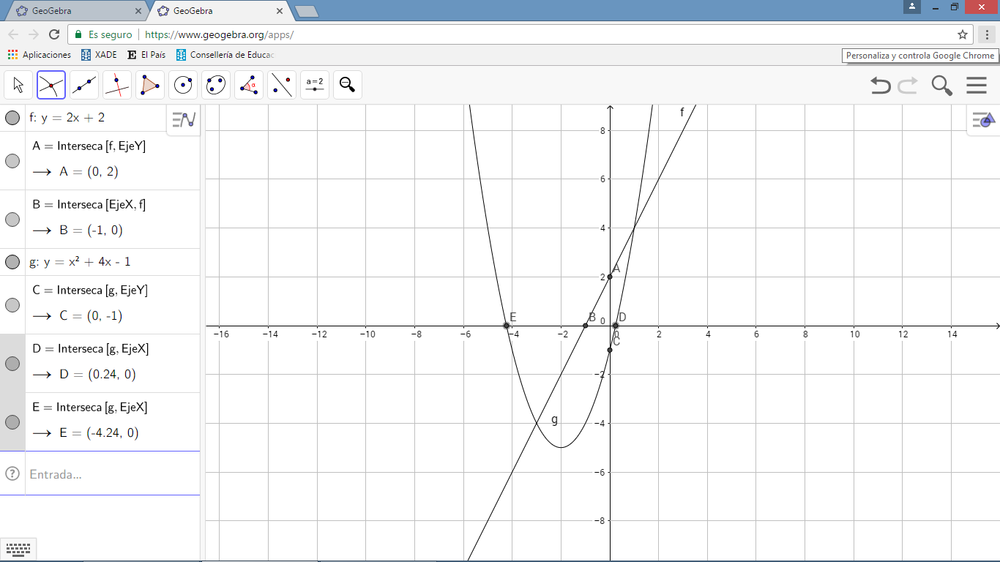 GeoGebra
GeoGebra
Es seguro https://www.geogebra.org/apps/
Aplicaciones XADE E El País Consellería de Educac
Personaliza y controla Google Chrome
α
a = 2
f: y = 2x + 2
A = Interseca [f, EjeY]
→ A = (0, 2)
B = Interseca [EjeX, f]
→ B = (-1, 0)
g: y = x² + 4x - 1
C = Interseca [g, EjeY]
→ C = (0, -1)
D = Interseca [g, EjeX]
→ D = (0.24, 0)
E = Interseca [g, EjeX]
→ E = (-4.24, 0)
? Entrada...
f
8
6
4
A
2
E B 0 D
−16 −14 −12 −10 −8 −6 −4 −2 0 2 4 6 8 10 12 14
C
−2
g −4
−6
−8